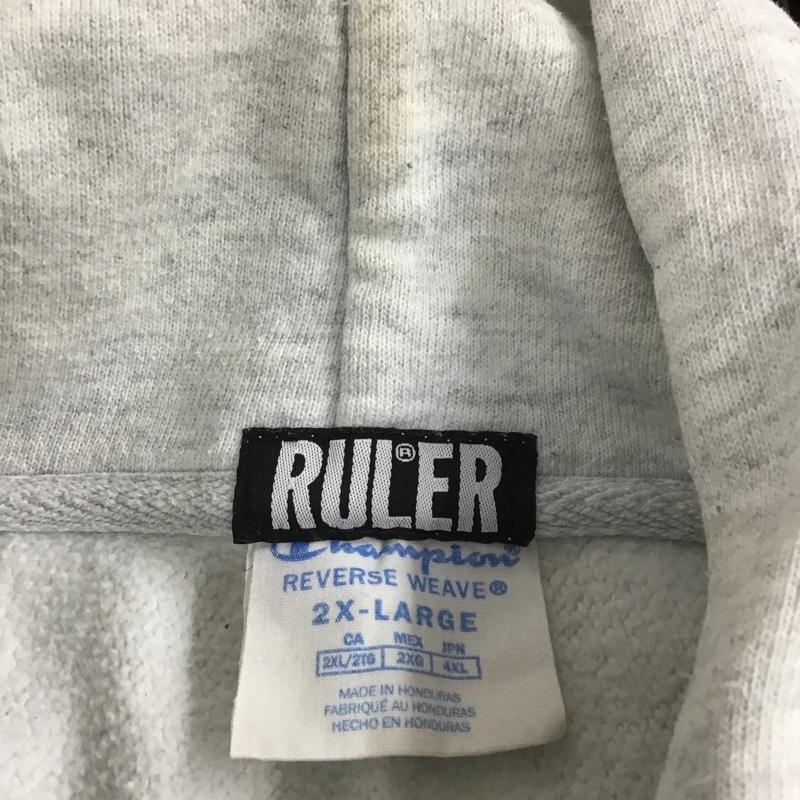 RULER®
Champion®
REVERSE WEAVE®
2X-LARGE
CA MEX JPN
2XL/2TG 2XG 4XL
MADE IN HONDURAS
FABRIQUÉ AU HONDURAS
HECHO EN HONDURAS